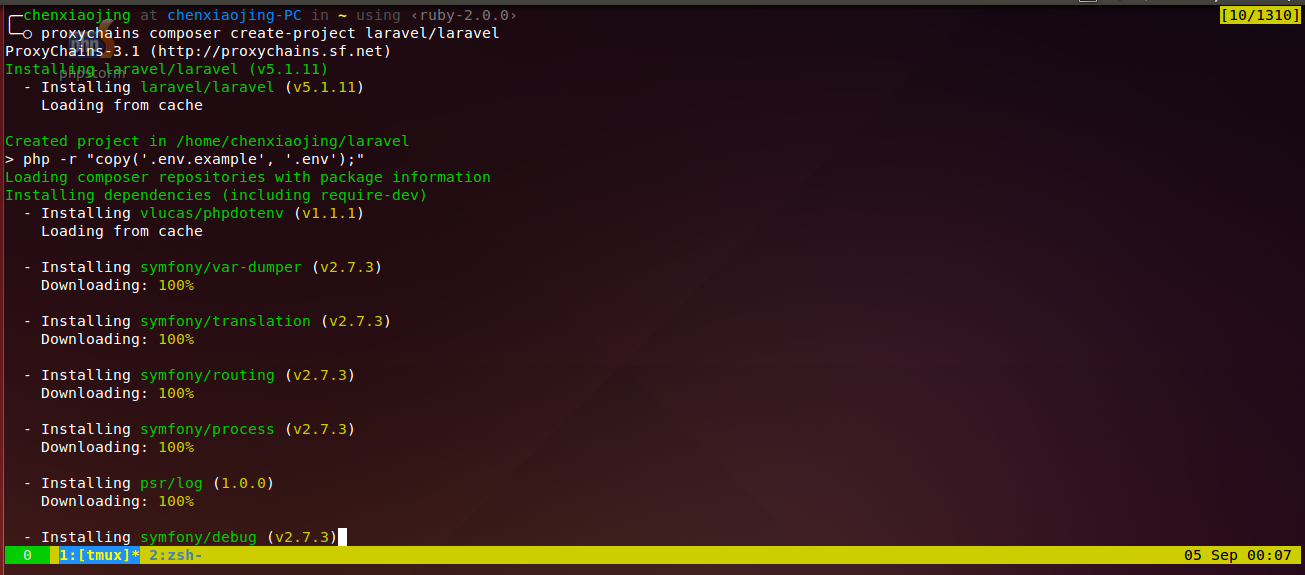 ╭─chenxiaojing at chenxiaojing-PC in ~ using ‹ruby-2.0.0› [10/1310]
╰─○ proxychains composer create-project laravel/laravel
ProxyChains-3.1 (http://proxychains.sf.net)
Installing laravel/laravel (v5.1.11)
phpstorm
  - Installing laravel/laravel (v5.1.11)
    Loading from cache
Created project in /home/chenxiaojing/laravel
> php -r "copy('.env.example', '.env');"
Loading composer repositories with package information
Installing dependencies (including require-dev)
  - Installing vlucas/phpdotenv (v1.1.1)
    Loading from cache
  - Installing symfony/var-dumper (v2.7.3)
    Downloading: 100%
  - Installing symfony/translation (v2.7.3)
    Downloading: 100%
  - Installing symfony/routing (v2.7.3)
    Downloading: 100%
  - Installing symfony/process (v2.7.3)
    Downloading: 100%
  - Installing psr/log (1.0.0)
    Downloading: 100%
  - Installing symfony/debug (v2.7.3)
0 1:[tmux]* 2:zsh- 05 Sep 00:07